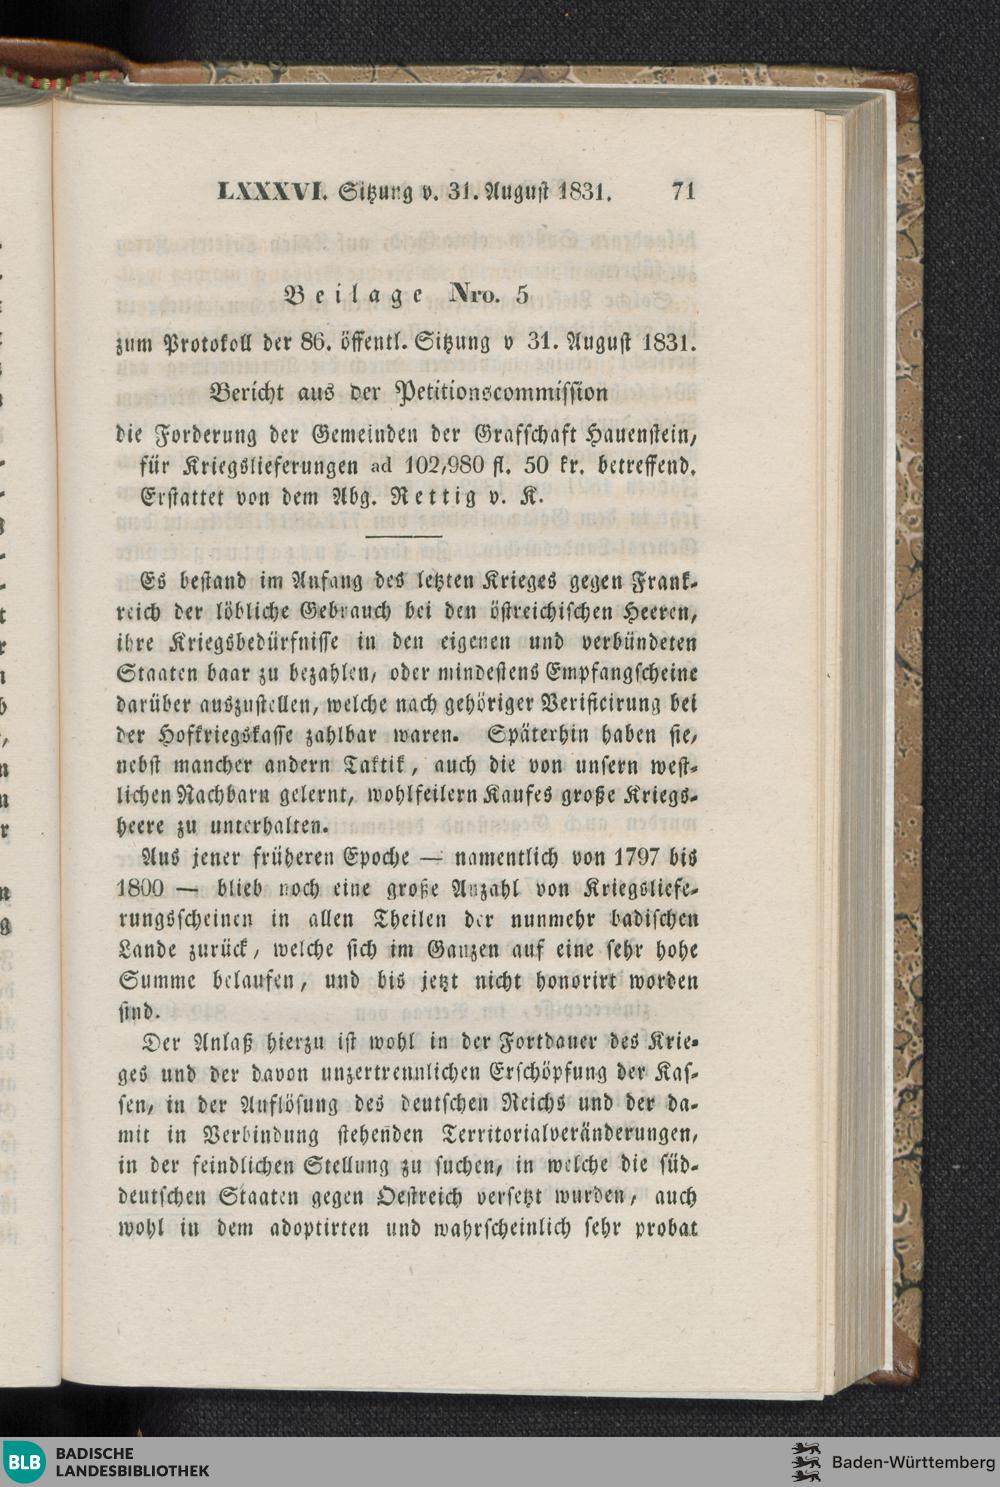 LXXXVI. Sitzung v. 31. August 1831. 71
Beilage Nro. 5
zum Protokoll der 86. öffentl. Sitzung v 31. August 1831.
Bericht aus der Petitionscommission
die Forderung der Gemeinden der Grafschaft Hauenstein,
für Kriegslieferungen ad 102,980 fl. 50 kr. betreffend.
Erstattet von dem Abg. Rettig v. K.
Es bestand im Anfang des letzten Krieges gegen Frank-
reich der löbliche Gebrauch bei den östreichischen Heeren,
ihre Kriegsbedürfnisse in den eigenen und verbündeten
Staaten baar zu bezahlen, oder mindestens Empfangscheine
darüber auszustellen, welche nach gehöriger Verificirung bei
der Hofkriegskasse zahlbar waren. Späterhin haben sie,
nebst mancher andern Taktik, auch die von unsern west-
lichen Nachbarn gelernt, wohlfeilern Kaufes große Kriegs-
heere zu unterhalten.
Aus jener früheren Epoche — namentlich von 1797 bis
1800 — blieb noch eine große Anzahl von Kriegsliefe-
rungsscheinen in allen Theilen der nunmehr badischen
Lande zurück, welche sich im Ganzen auf eine sehr hohe
Summe belaufen, und bis jetzt nicht honorirt worden
sind.
Der Anlaß hierzu ist wohl in der Fortdauer des Krie-
ges und der davon unzertrennlichen Erschöpfung der Kas-
sen, in der Auflösung des deutschen Reichs und der da-
mit in Verbindung stehenden Territorialveränderungen,
in der feindlichen Stellung zu suchen, in welche die süd-
deutschen Staaten gegen Oestreich versetzt wurden, auch
wohl in dem adoptirten und wahrscheinlich sehr probat
BLB BADISCHE
LANDESBIBLIOTHEK
Baden-Württemberg